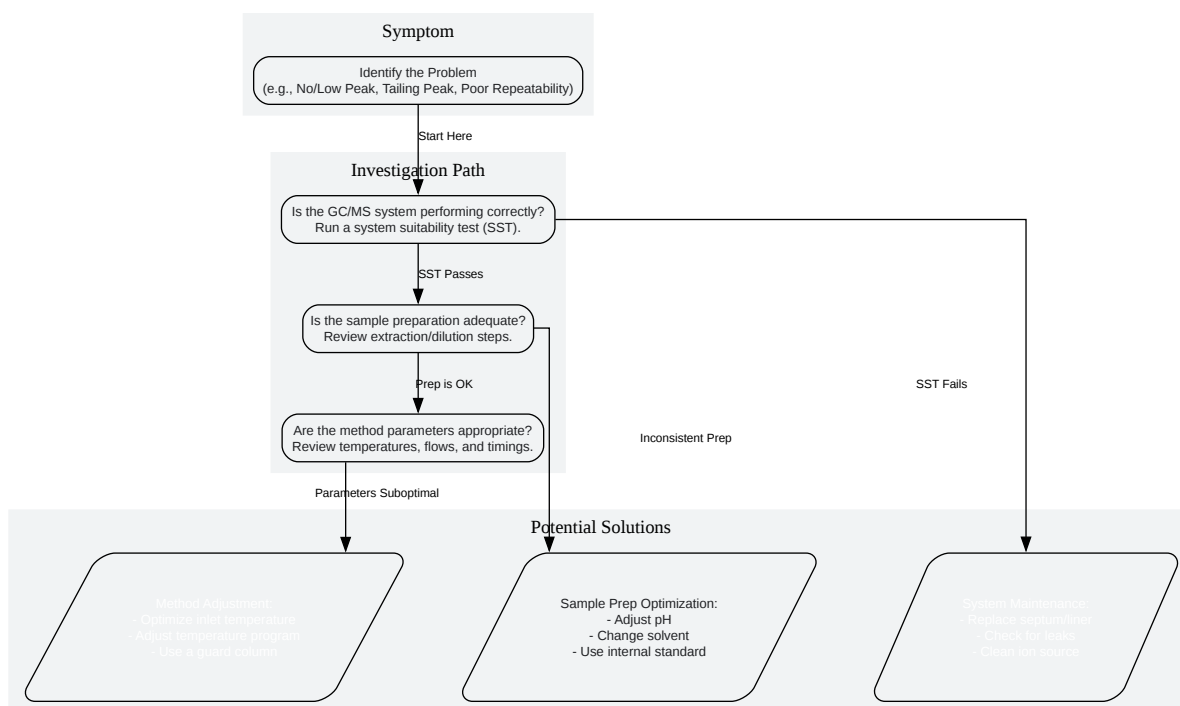 Symptom
Identify the Problem
(e.g., No/Low Peak, Tailing Peak, Poor Repeatability)
Start Here
Investigation Path
Is the GC/MS system performing correctly?
Run a system suitability test (SST).
SST Passes
Is the sample preparation adequate?
Review extraction/dilution steps.
Prep is OK
SST Fails
Are the method parameters appropriate?
Review temperatures, flows, and timings.
Inconsistent Prep
Parameters Suboptimal
Potential Solutions
Method Adjustment:
- Optimize inlet temperature
- Adjust temperature program
- Use a guard column
Sample Prep Optimization:
- Adjust pH
- Change solvent
- Use internal standard
System Maintenance:
- Replace septum/liner
- Check for leaks
- Clean ion source